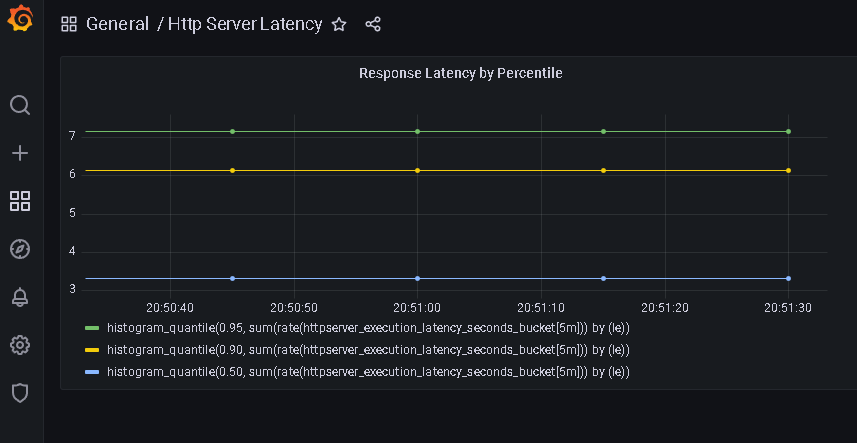 General / Http Server Latency
Response Latency by Percentile
7
6
5
4
3
20:50:40 20:50:50 20:51:00 20:51:10 20:51:20 20:51:30
histogram_quantile(0.95, sum(rate(httpserver_execution_latency_seconds_bucket[5m])) by (le))
histogram_quantile(0.90, sum(rate(httpserver_execution_latency_seconds_bucket[5m])) by (le))
histogram_quantile(0.50, sum(rate(httpserver_execution_latency_seconds_bucket[5m])) by (le))